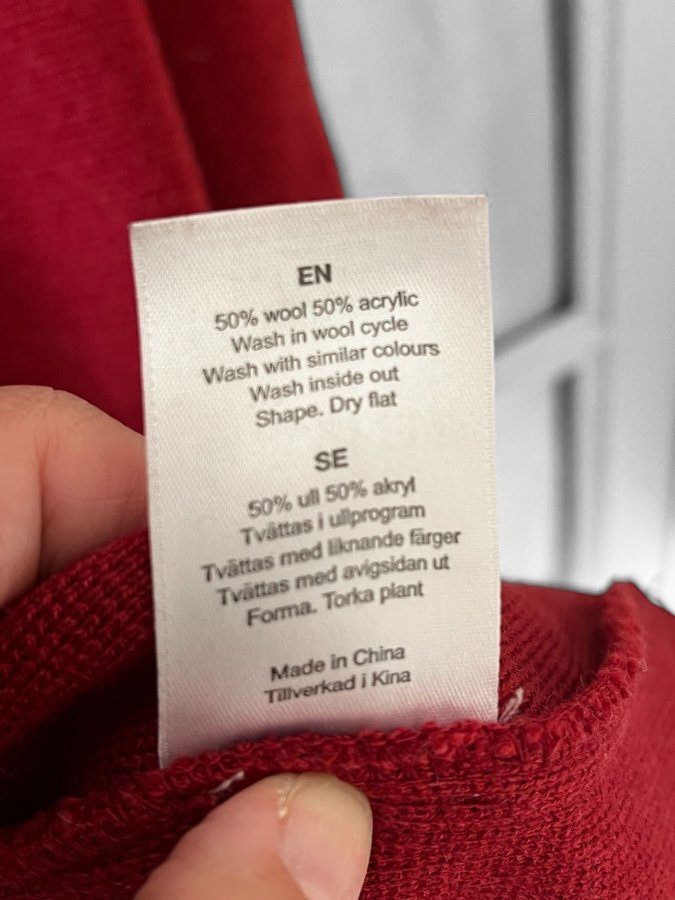 EN
50% wool 50% acrylic
Wash in wool cycle
Wash with similar colours
Wash inside out
Shape. Dry flat
SE
50% ull 50% akryl
Tvättas i ullprogram
Tvättas med liknande färger
Tvättas med avigsidan ut
Forma. Torka plant
Made in China
Tillverkad i Kina